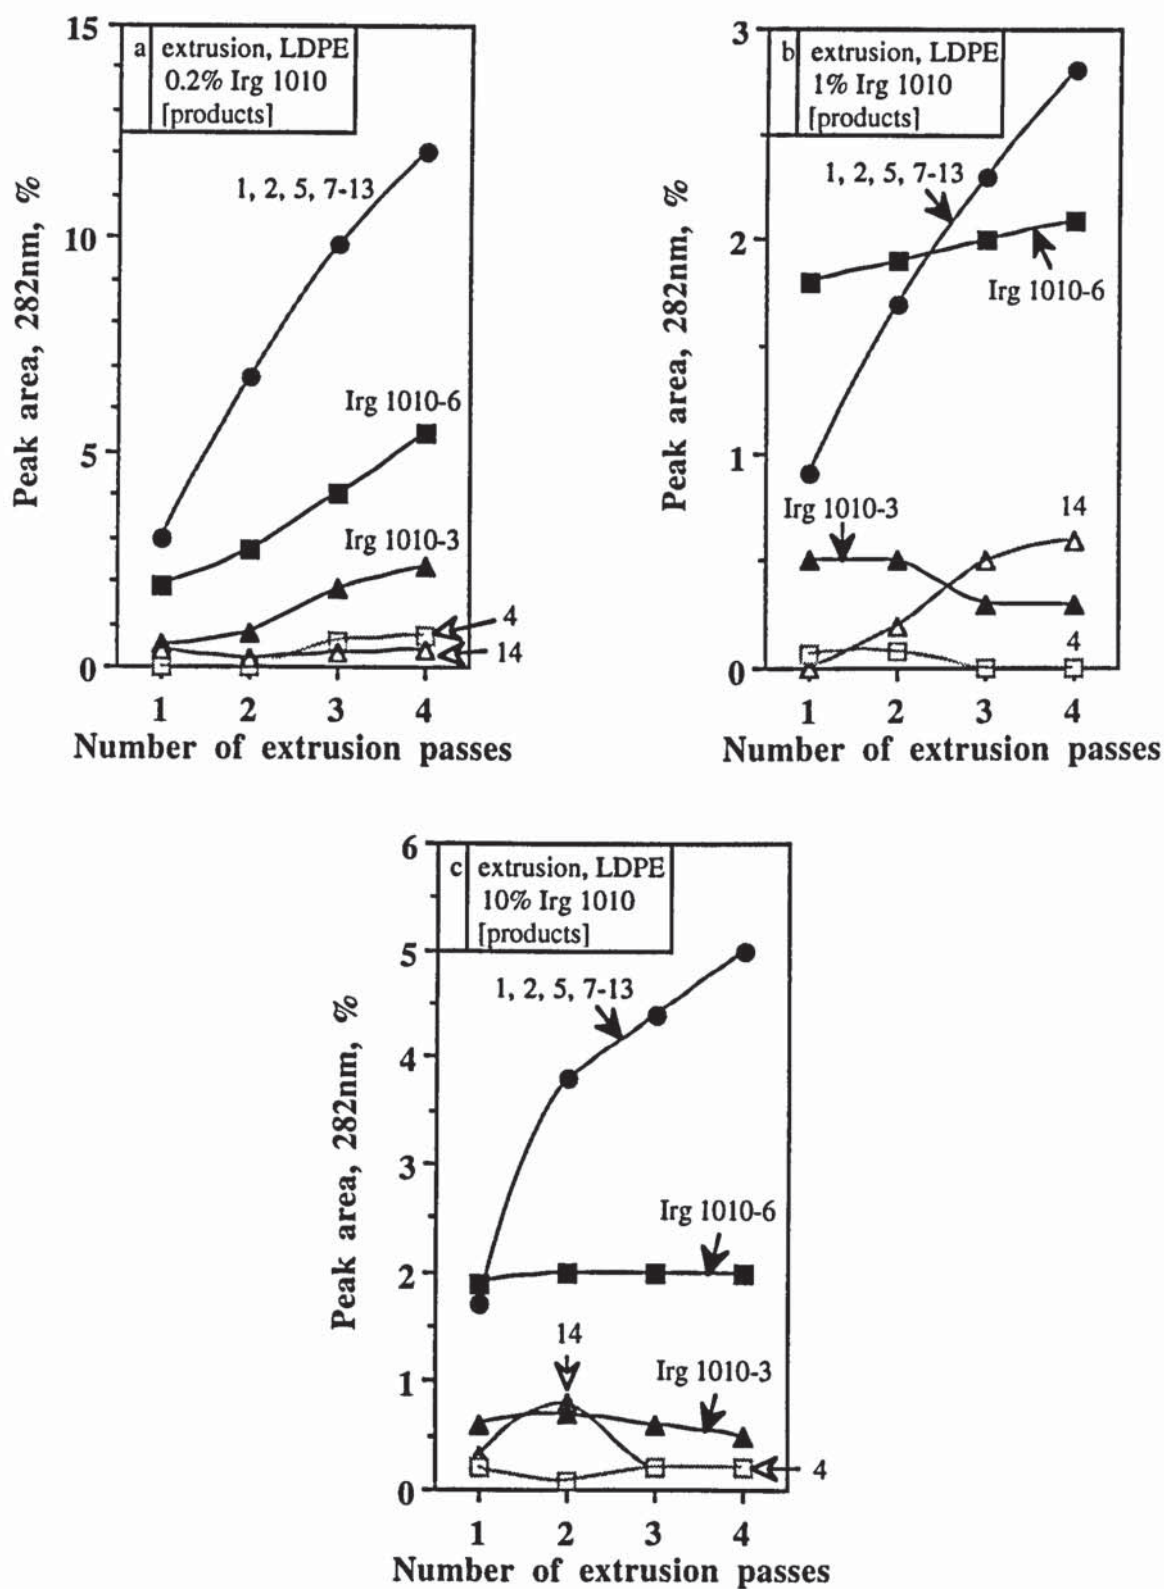 15
10
5
0
Peak area, 282nm, %
a
extrusion, LDPE
0.2% Irg 1010
[products]
1, 2, 5, 7-13
Irg 1010-6
Irg 1010-3
4
14
1 2 3 4
Number of extrusion passes
3
2
1
0
Peak area, 282nm, %
b
extrusion, LDPE
1% Irg 1010
[products]
1, 2, 5, 7-13
Irg 1010-6
Irg 1010-3
14
4
1 2 3 4
Number of extrusion passes
6
5
4
3
2
1
0
Peak area, 282nm, %
c
extrusion, LDPE
10% Irg 1010
[products]
1, 2, 5, 7-13
Irg 1010-6
14
Irg 1010-3
4
1 2 3 4
Number of extrusion passes